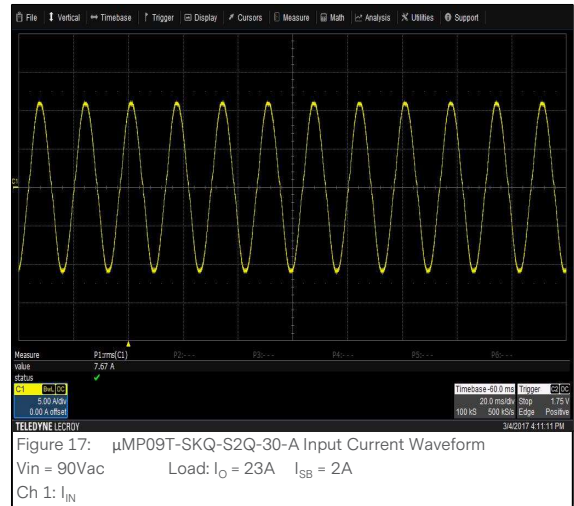 File Vertical Timebase Trigger Display Cursors Measure Math Analysis Utilities Support
C1
Measure P1:rms(C1) P2:- - - P3:- - - P4:- - - P5:- - - P6:- - -
value 7.67 A
status
C1 BwL DC
5.00 A/div
0.00 A offset
Timebase -60.0 ms Trigger C2 DC
20.0 ms/div Stop 1.75 V
100 kS 500 kS/s Edge Positive
TELEDYNE LECROY 3/4/2017 4:11:11 PM
Figure 17: µMP09T-SKQ-S2Q-30-A Input Current Waveform
Vin = 90Vac Load: IO = 23A ISB = 2A
Ch 1: IIN